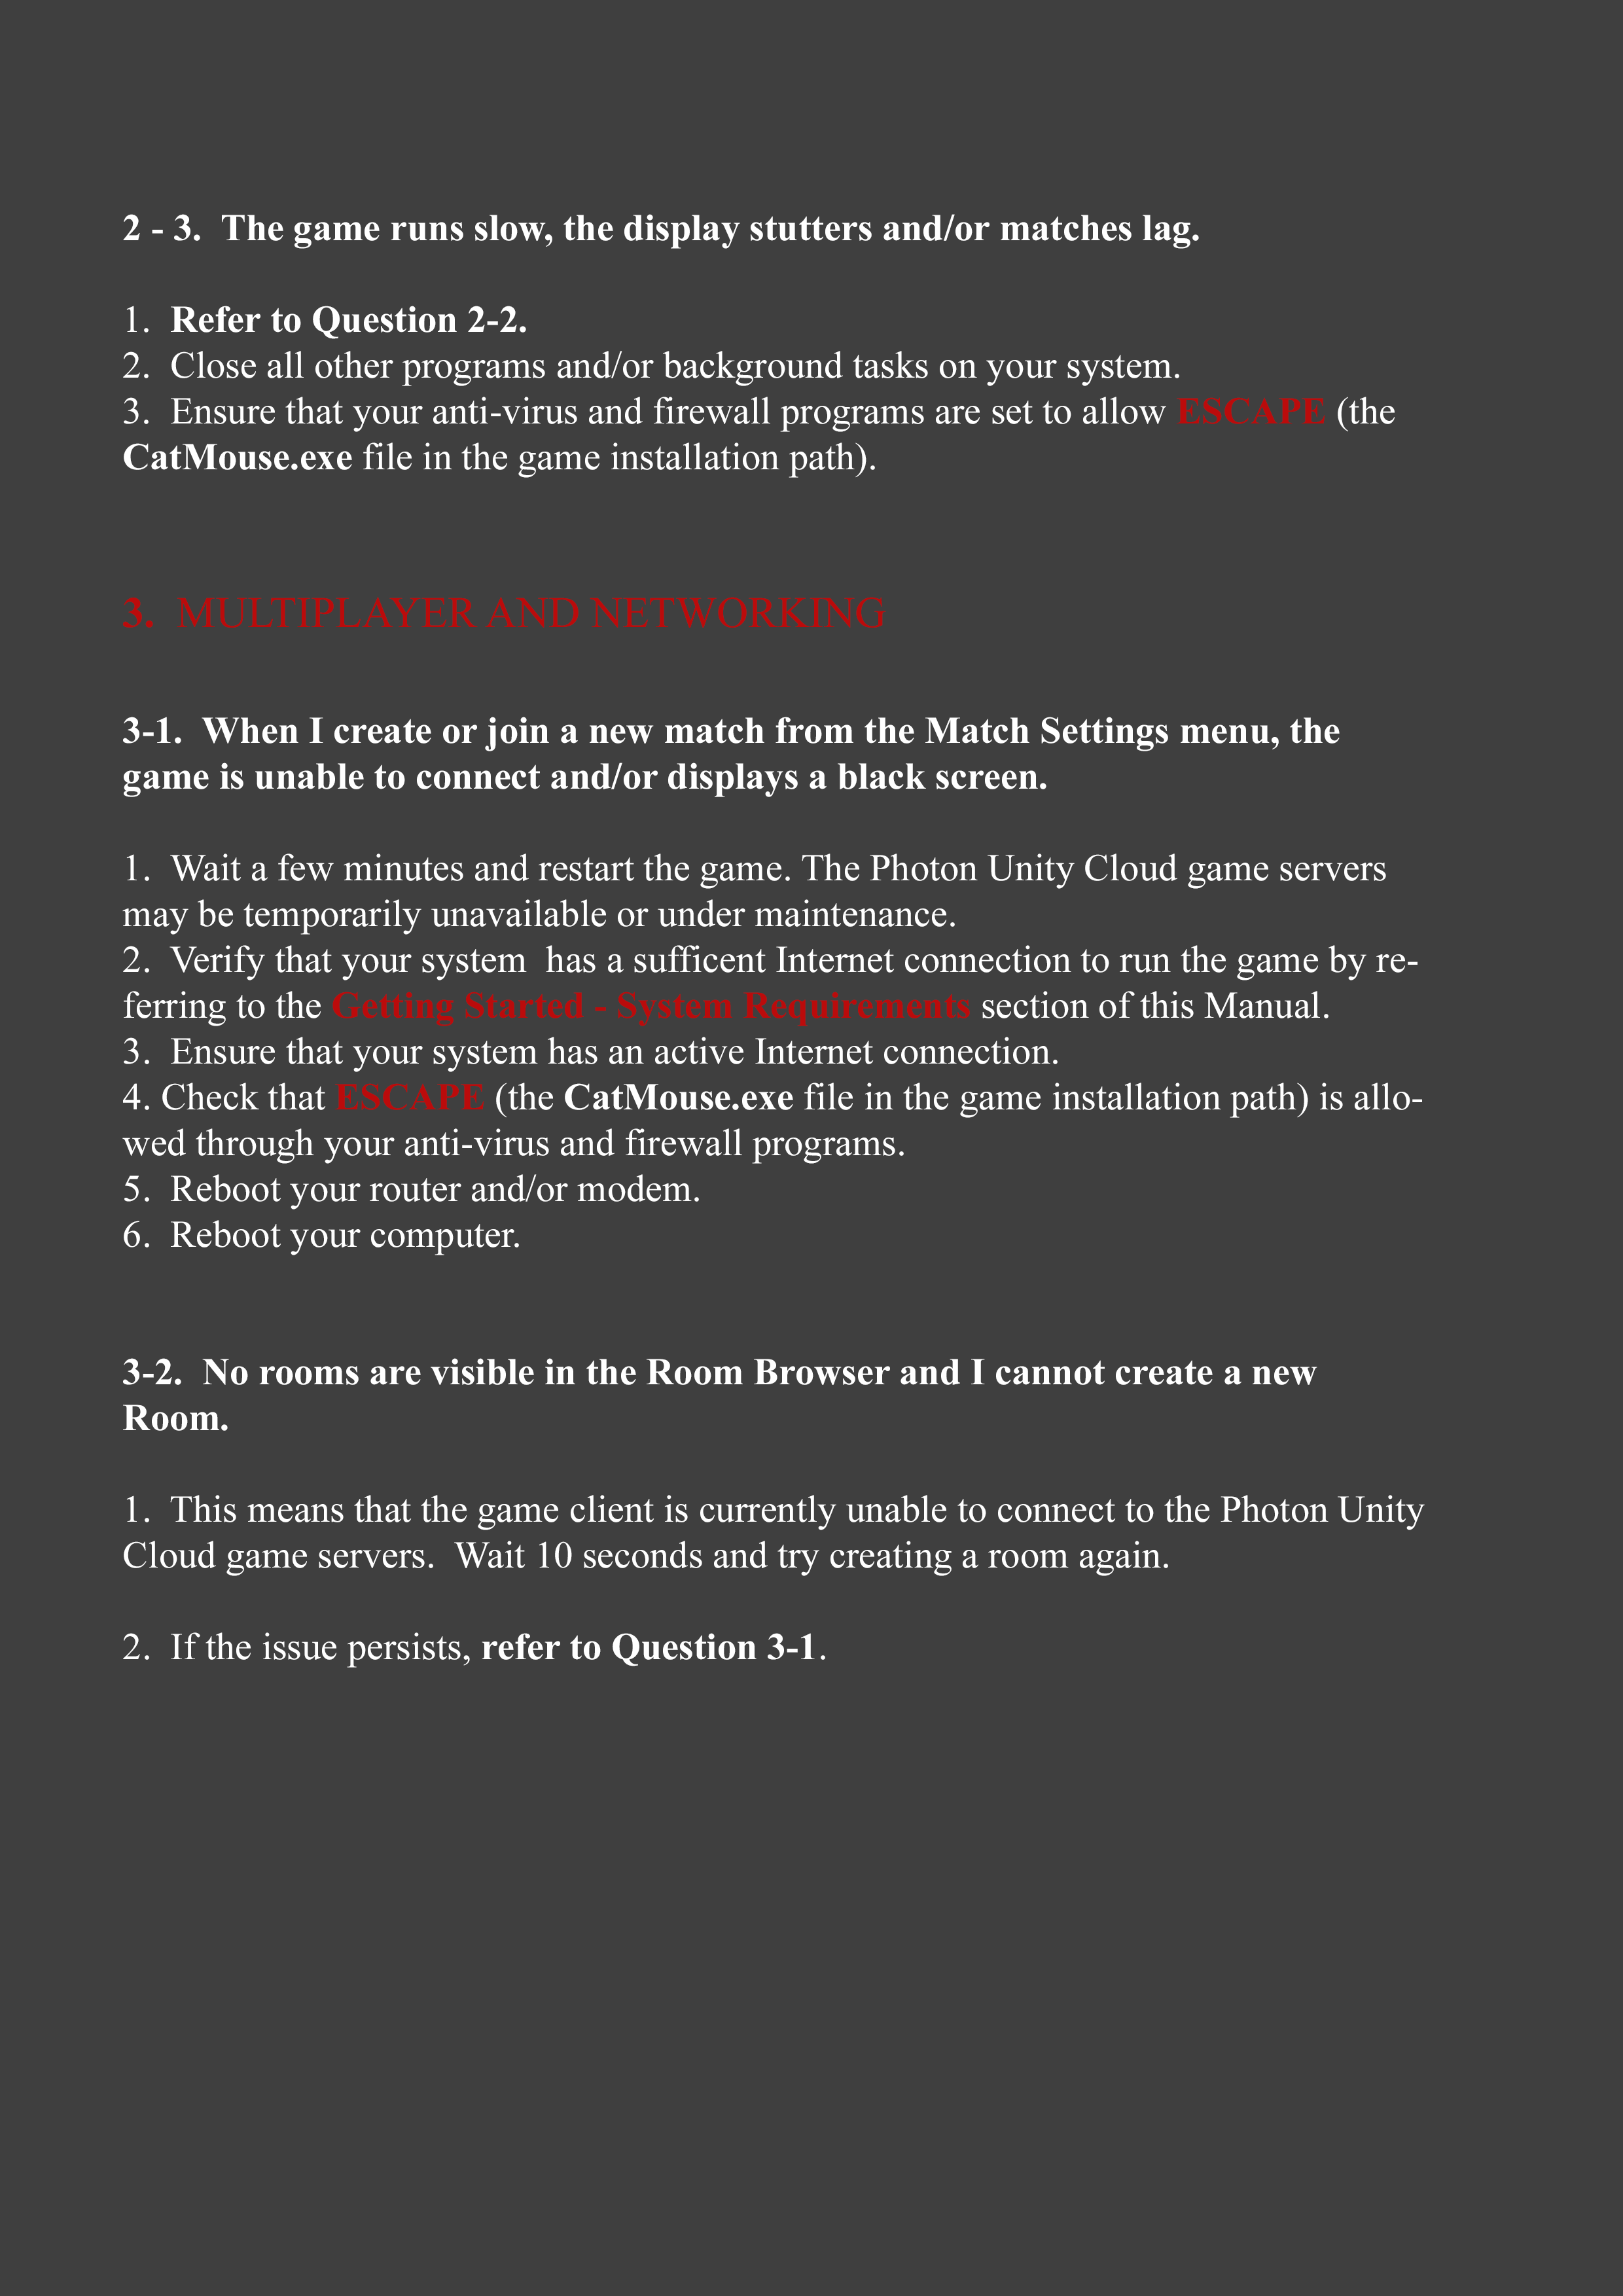 2 - 3.  The game runs slow, the display stutters and/or matches lag.
1.  Refer to Question 2-2.
2.  Close all other programs and/or background tasks on your system.
3.  Ensure that your anti-virus and firewall programs are set to allow ESCAPE (the
CatMouse.exe file in the game installation path).
3.  MULTIPLAYER AND NETWORKING
3-1.  When I create or join a new match from the Match Settings menu, the
game is unable to connect and/or displays a black screen.
1.  Wait a few minutes and restart the game. The Photon Unity Cloud game servers
may be temporarily unavailable or under maintenance.
2.  Verify that your system  has a sufficent Internet connection to run the game by re-
ferring to the Getting Started - System Requirements section of this Manual.
3.  Ensure that your system has an active Internet connection.
4. Check that ESCAPE (the CatMouse.exe file in the game installation path) is allo-
wed through your anti-virus and firewall programs.
5.  Reboot your router and/or modem.
6.  Reboot your computer.
3-2.  No rooms are visible in the Room Browser and I cannot create a new
Room.
1.  This means that the game client is currently unable to connect to the Photon Unity
Cloud game servers.  Wait 10 seconds and try creating a room again.
2.  If the issue persists, refer to Question 3-1.